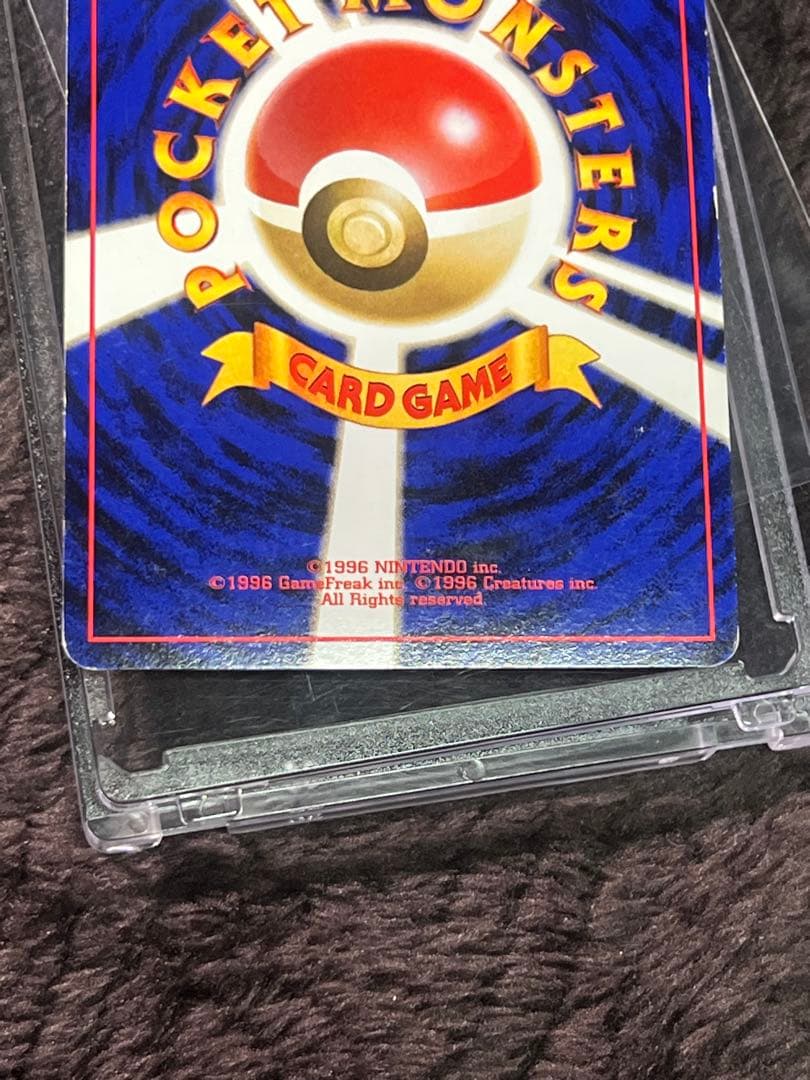 POCKET MONSTERS
CARD GAME
©1996 NINTENDO inc.
©1996 GameFreak inc. ©1996 Creatures inc.
All Rights reserved.